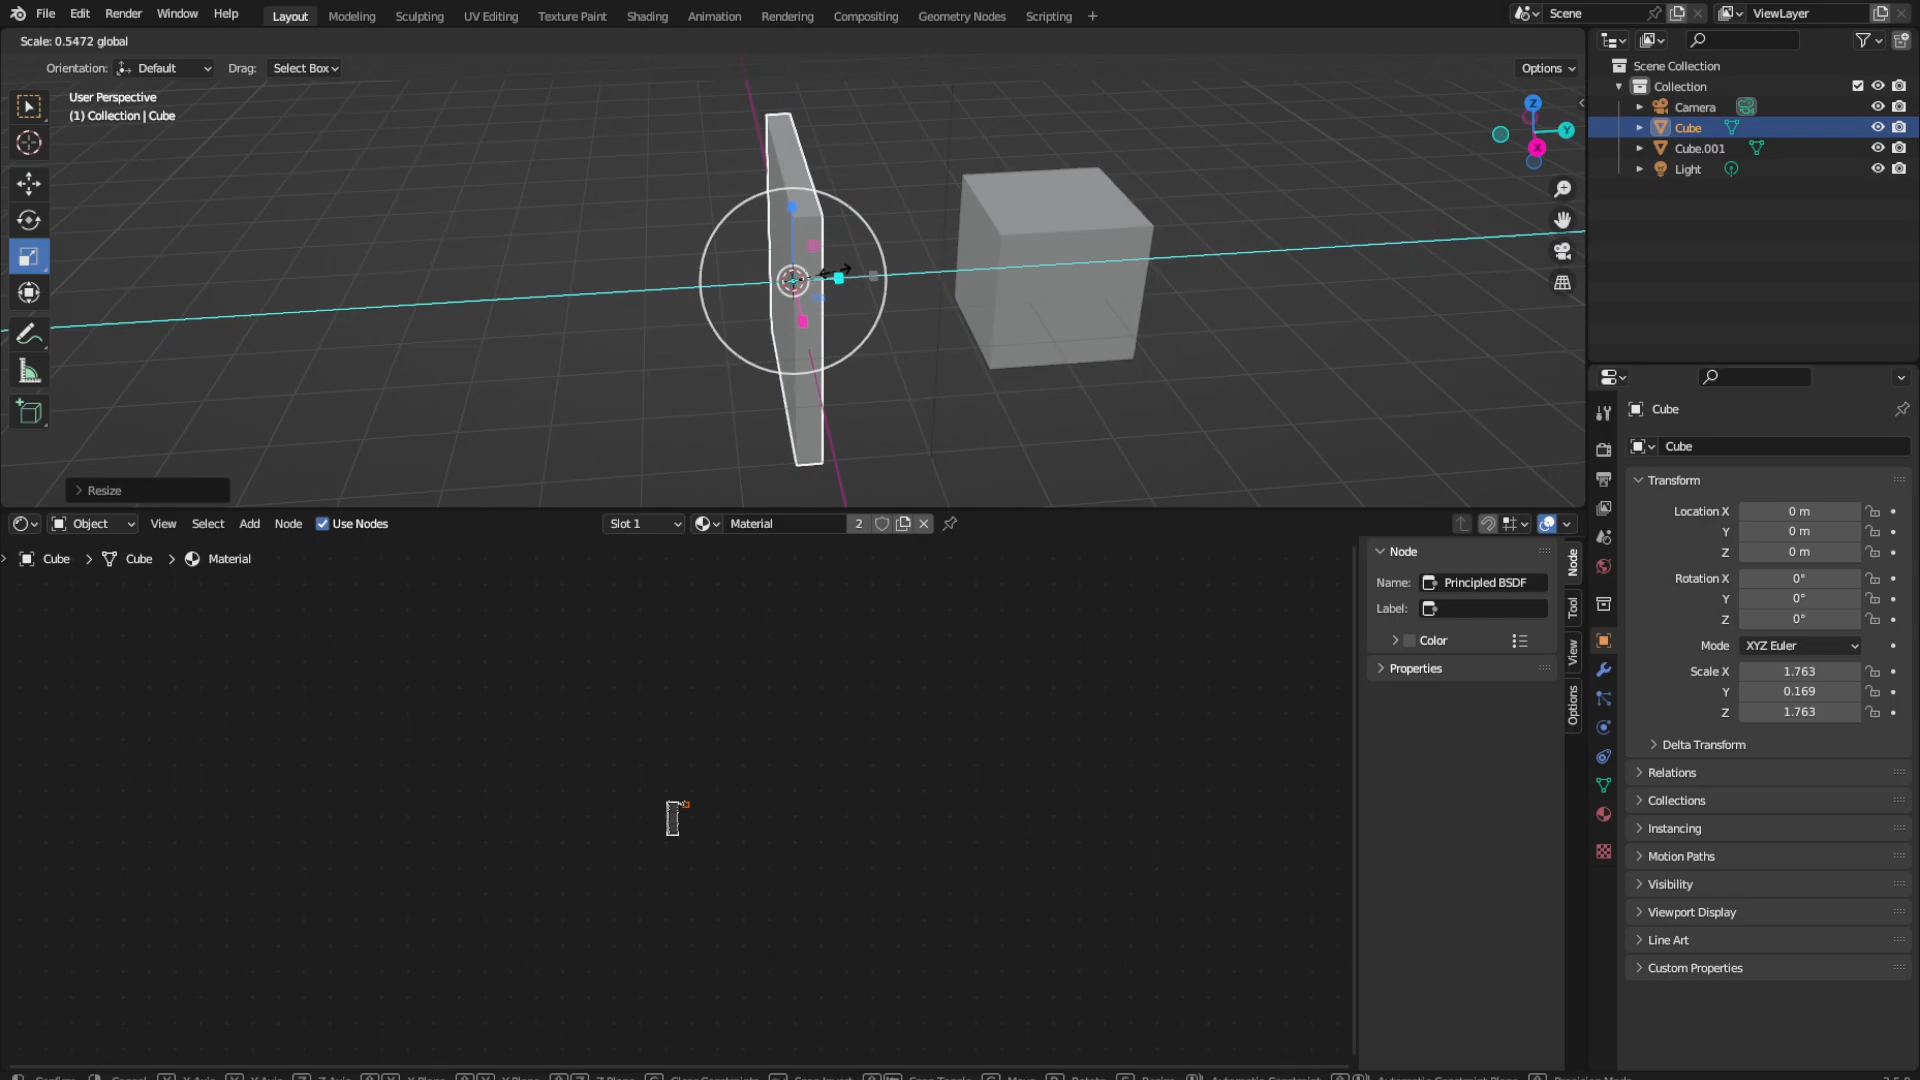 File Edit Render Window Help Layout Modeling Sculpting UV Editing Texture Paint Shading Animation Rendering Compositing Geometry Nodes Scripting + Scene ViewLayer
Scale: 0.5472 global
Orientation: Default Drag: Select Box Options
User Perspective
(1) Collection | Cube
Z
Y
X
Scene Collection
Collection
Camera
Cube
Cube.001
Light
Resize
Object View Select Add Node Use Nodes Slot 1 Material 2
Cube Cube Material
Node
Name: Principled BSDF
Label:
Color
Properties
Node
Tool
View
Options
Cube
Cube
Transform
Location X 0 m
Y 0 m
Z 0 m
Rotation X 0°
Y 0°
Z 0°
Mode XYZ Euler
Scale X 1.763
Y 0.169
Z 1.763
Delta Transform
Relations
Collections
Instancing
Motion Paths
Visibility
Viewport Display
Line Art
Custom Properties